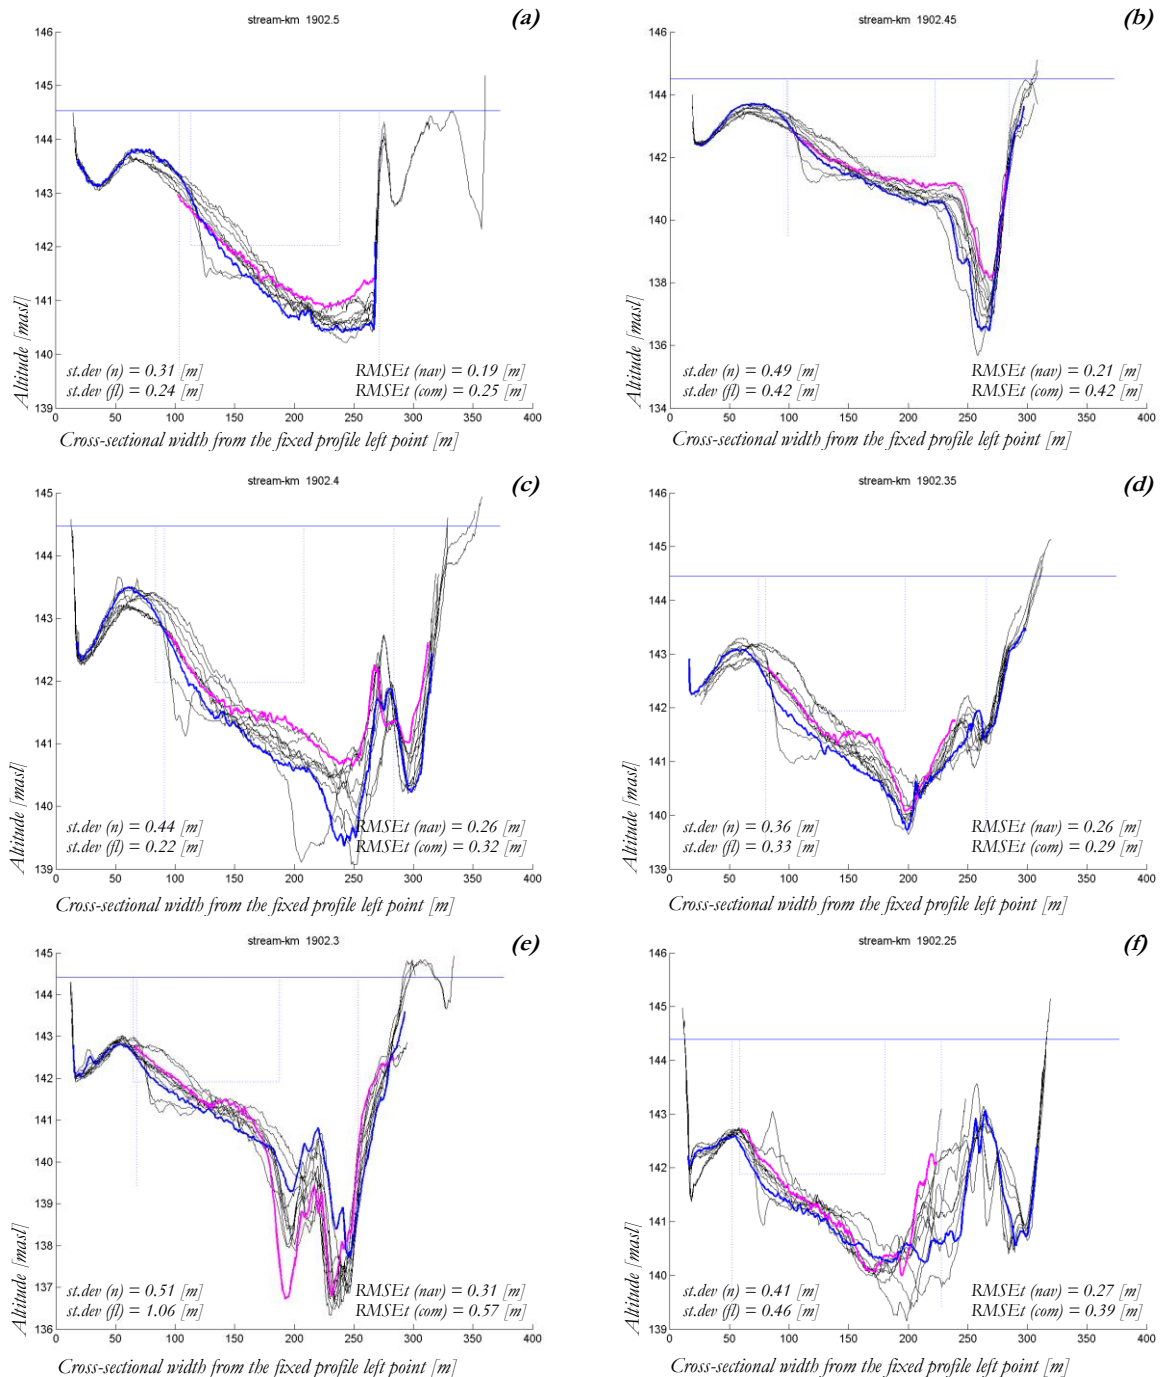 stream-km 1902.5
(a)
146
145
144
143
142
141
140
139
0 50 100 150 200 250 300 350 400
Altitude [masl]
st.dev (n) = 0.31 [m]
st.dev (fl) = 0.24 [m]
RMSEt (nav) = 0.19 [m]
RMSEt (com) = 0.25 [m]
Cross-sectional width from the fixed profile left point [m]
stream-km 1902.45
(b)
146
144
142
140
138
136
134
0 50 100 150 200 250 300 350 400
Altitude [masl]
st.dev (n) = 0.49 [m]
st.dev (fl) = 0.42 [m]
RMSEt (nav) = 0.21 [m]
RMSEt (com) = 0.42 [m]
Cross-sectional width from the fixed profile left point [m]
stream-km 1902.4
(c)
145
144
143
142
141
140
139
0 50 100 150 200 250 300 350 400
Altitude [masl]
st.dev (n) = 0.44 [m]
st.dev (fl) = 0.22 [m]
RMSEt (nav) = 0.26 [m]
RMSEt (com) = 0.32 [m]
Cross-sectional width from the fixed profile left point [m]
stream-km 1902.35
(d)
146
145
144
143
142
141
140
139
0 50 100 150 200 250 300 350 400
Altitude [masl]
st.dev (n) = 0.36 [m]
st.dev (fl) = 0.33 [m]
RMSEt (nav) = 0.26 [m]
RMSEt (com) = 0.29 [m]
Cross-sectional width from the fixed profile left point [m]
stream-km 1902.3
(e)
145
144
143
142
141
140
139
138
137
136
0 50 100 150 200 250 300 350 400
Altitude [masl]
st.dev (n) = 0.51 [m]
st.dev (fl) = 1.06 [m]
RMSEt (nav) = 0.31 [m]
RMSEt (com) = 0.57 [m]
Cross-sectional width from the fixed profile left point [m]
stream-km 1902.25
(f)
146
145
144
143
142
141
140
139
0 50 100 150 200 250 300 350 400
Altitude [masl]
st.dev (n) = 0.41 [m]
st.dev (fl) = 0.46 [m]
RMSEt (nav) = 0.27 [m]
RMSEt (com) = 0.39 [m]
Cross-sectional width from the fixed profile left point [m]